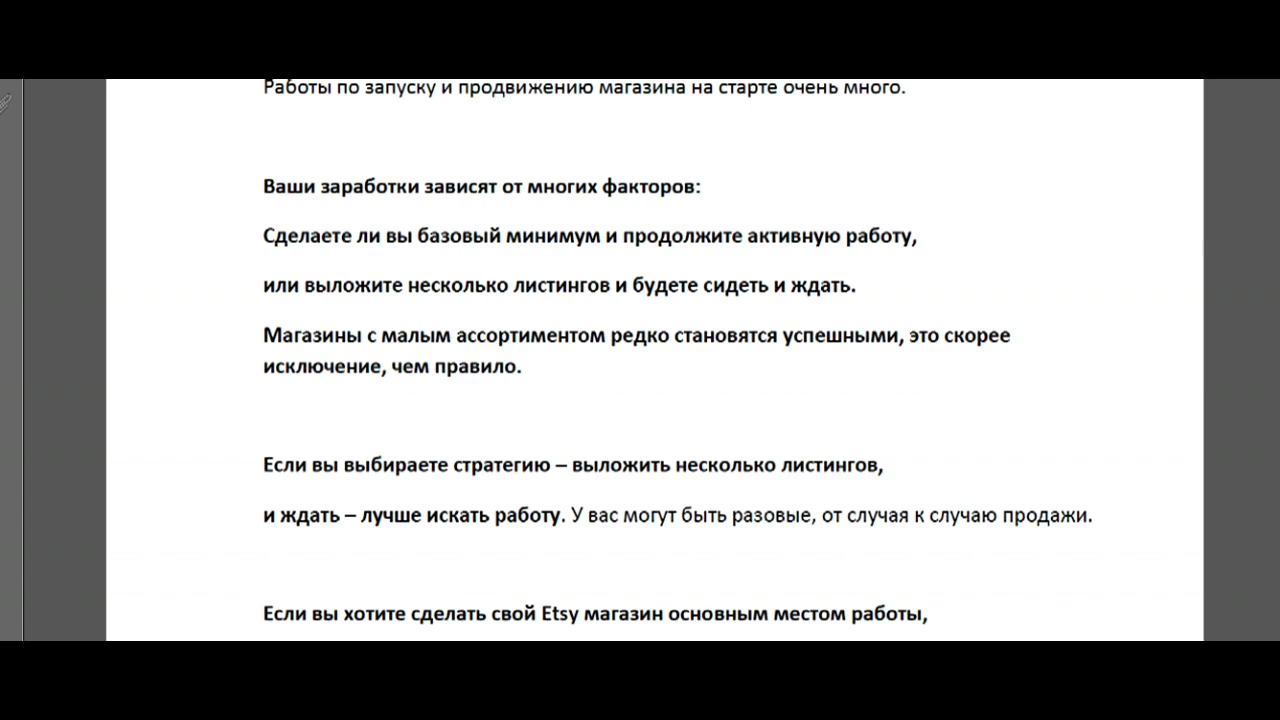 Работы по запуску и продвижению магазина на старте очень много.
Ваши заработки зависят от многих факторов:
Сделаете ли вы базовый минимум и продолжите активную работу,
или выложите несколько листингов и будете сидеть и ждать.
Магазины с малым ассортиментом редко становятся успешными, это скорее
исключение, чем правило.
Если вы выбираете стратегию – выложить несколько листингов,
и ждать – лучше искать работу. У вас могут быть разовые, от случая к случаю продажи.
Если вы хотите сделать свой Etsy магазин основным местом работы,